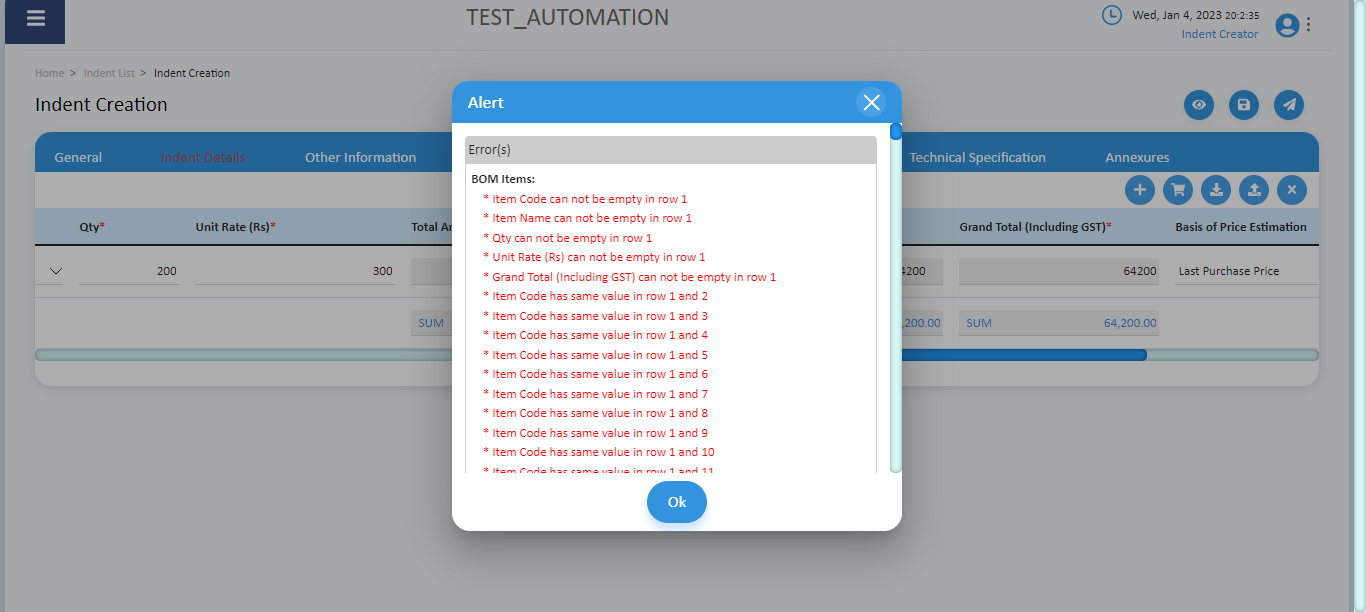 TEST_AUTOMATION
Wed, Jan 4, 2023 20:2:35
Indent Creator
Home > Indent List > Indent Creation
Indent Creation
General Indent Details Other Information Technical Specification Annexures
Qty* Unit Rate (Rs)* Total Grand Total (Including GST)* Basis of Price Estimation
200 300 64200 Last Purchase Price
SUM SUM 64,200.00
Alert
Error(s)
BOM Items:
* Item Code can not be empty in row 1
* Item Name can not be empty in row 1
* Qty can not be empty in row 1
* Unit Rate (Rs) can not be empty in row 1
* Grand Total (Including GST) can not be empty in row 1
* Item Code has same value in row 1 and 2
* Item Code has same value in row 1 and 3
* Item Code has same value in row 1 and 4
* Item Code has same value in row 1 and 5
* Item Code has same value in row 1 and 6
* Item Code has same value in row 1 and 7
* Item Code has same value in row 1 and 8
* Item Code has same value in row 1 and 9
* Item Code has same value in row 1 and 10
* Item Code has same value in row 1 and 11
Ok